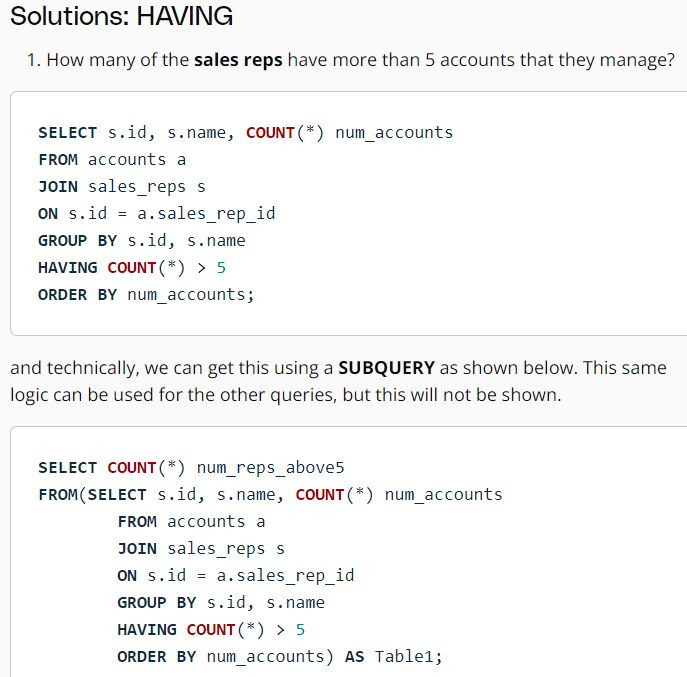 Solutions: HAVING
1. How many of the sales reps have more than 5 accounts that they manage?
SELECT s.id, s.name, COUNT(*) num_accounts
FROM accounts a
JOIN sales_reps s
ON s.id = a.sales_rep_id
GROUP BY s.id, s.name
HAVING COUNT(*) > 5
ORDER BY num_accounts;
and technically, we can get this using a SUBQUERY as shown below. This same
logic can be used for the other queries, but this will not be shown.
SELECT COUNT(*) num_reps_above5
FROM(SELECT s.id, s.name, COUNT(*) num_accounts
FROM accounts a
JOIN sales_reps s
ON s.id = a.sales_rep_id
GROUP BY s.id, s.name
HAVING COUNT(*) > 5
ORDER BY num_accounts) AS Table1;